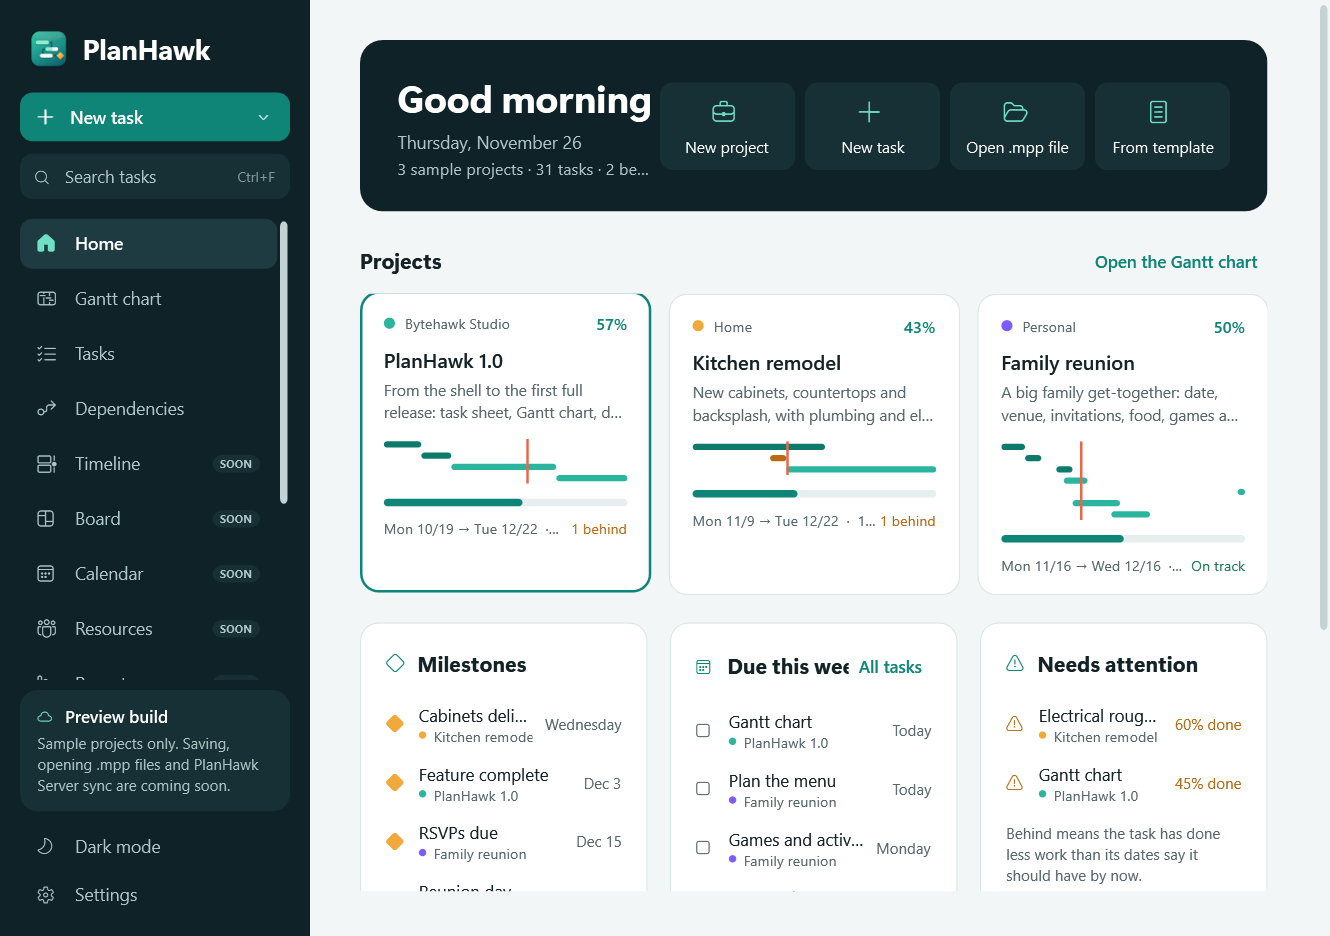 PlanHawk
New task
Search tasks
Ctrl+F
Home
Gantt chart
Tasks
Dependencies
Timeline
SOON
Board
SOON
Calendar
SOON
Resources
SOON
Preview build
Sample projects only. Saving,
opening .mpp files and PlanHawk
Server sync are coming soon.
Dark mode
Settings
Good morning
Thursday, November 26
3 sample projects · 31 tasks · 2 be...
New project
New task
Open .mpp file
From template
Projects
Open the Gantt chart
Bytehawk Studio
57%
PlanHawk 1.0
From the shell to the first full
release: task sheet, Gantt chart, d...
Mon 10/19 → Tue 12/22 ·...
1 behind
Home
43%
Kitchen remodel
New cabinets, countertops and
backsplash, with plumbing and el...
Mon 11/9 → Tue 12/22 · 1...
1 behind
Personal
50%
Family reunion
A big family get-together: date,
venue, invitations, food, games a...
Mon 11/16 → Wed 12/16 ·...
On track
Milestones
Cabinets deli...
Wednesday
Kitchen remode
Feature complete
Dec 3
PlanHawk 1.0
RSVPs due
Dec 15
Family reunion
Reunion day
Due this wee
All tasks
Gantt chart
Today
PlanHawk 1.0
Plan the menu
Today
Family reunion
Games and activ...
Monday
Family reunion
Needs attention
Electrical roug...
60% done
Kitchen remodel
Gantt chart
45% done
PlanHawk 1.0
Behind means the task has done
less work than its dates say it
should have by now.